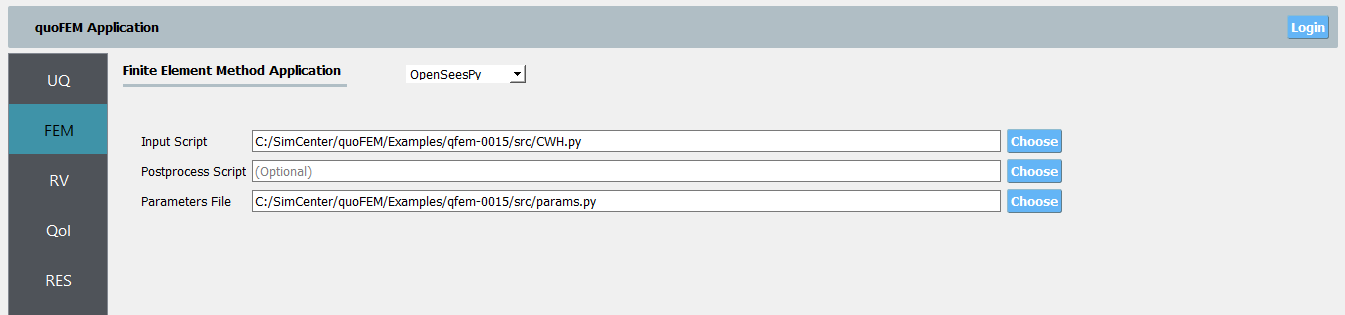 quoFEM Application
Login
UQ
Finite Element Method Application
OpenSeesPy
FEM
Input Script
C:/SimCenter/quoFEM/Examples/qfem-0015/src/CWH.py
Choose
Postprocess Script
(Optional)
Choose
RV
Parameters File
C:/SimCenter/quoFEM/Examples/qfem-0015/src/params.py
Choose
QoI
RES